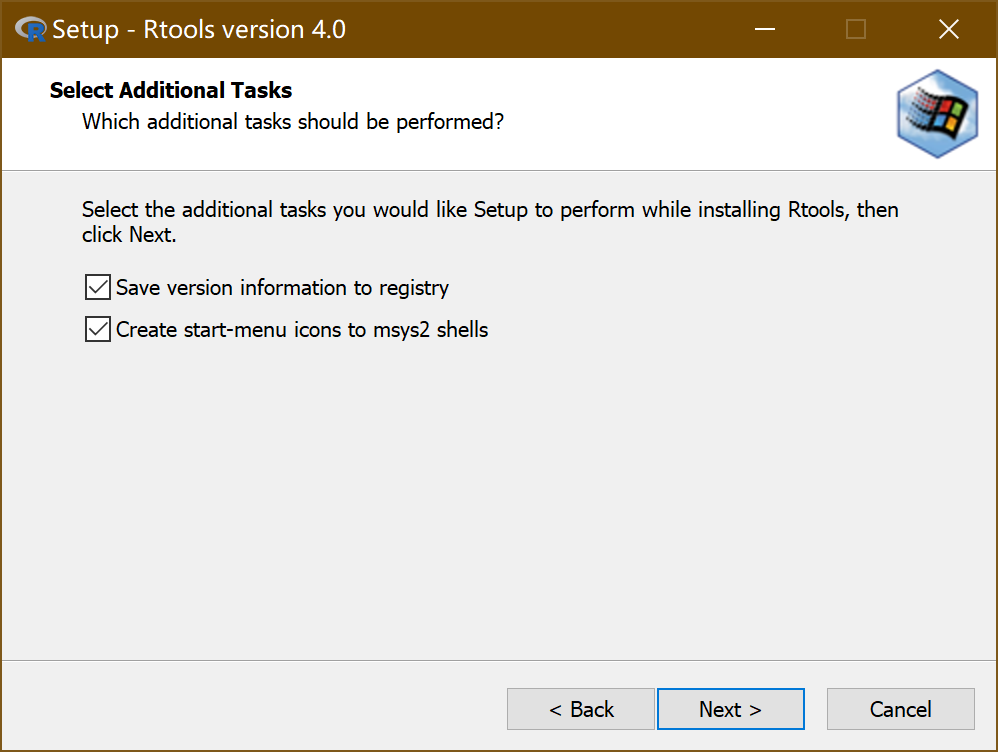 Setup - Rtools version 4.0
Select Additional Tasks
Which additional tasks should be performed?
Select the additional tasks you would like Setup to perform while installing Rtools, then
click Next.
Save version information to registry
Create start-menu icons to msys2 shells
< Back
Next >
Cancel